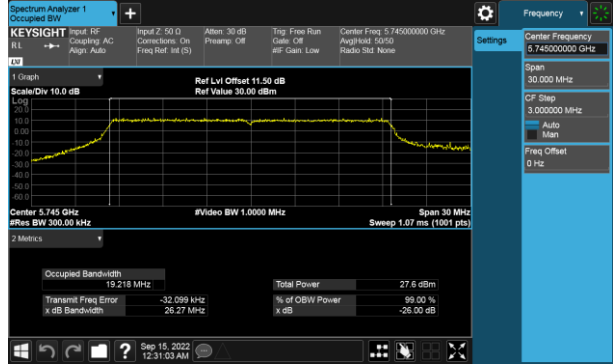 Spectrum Analyzer 1
Occupied BW
+
Frequency
KEYSIGHT Input: RF Input Z: 50 Ω Atten: 30 dB Trig: Free Run Center Freq: 5.745000000 GHz
RL Coupling: AC Corrections: On Preamp: Off Gate: Off Avg|Hold: 50/50
Align: Auto Freq Ref: Int (S) #IF Gain: Low Radio Std: None
LXI
Settings
Center Frequency
5.745000000 GHz
Span
30.000 MHz
CF Step
3.000000 MHz
Auto
Man
Freq Offset
0 Hz
1 Graph
Ref Lvl Offset 11.50 dB
Scale/Div 10.0 dB Ref Value 30.00 dBm
Log
20.0
10.0
0.00
-10.0
-20.0
-30.0
-40.0
-50.0
-60.0
Center 5.745 GHz #Video BW 1.0000 MHz Span 30 MHz
#Res BW 300.00 kHz Sweep 1.07 ms (1001 pts)
2 Metrics
Occupied Bandwidth
19.218 MHz Total Power 27.6 dBm
Transmit Freq Error -32.099 kHz % of OBW Power 99.00 %
x dB Bandwidth 26.27 MHz x dB -26.00 dB
?
Sep 15, 2022
12:31:03 AM